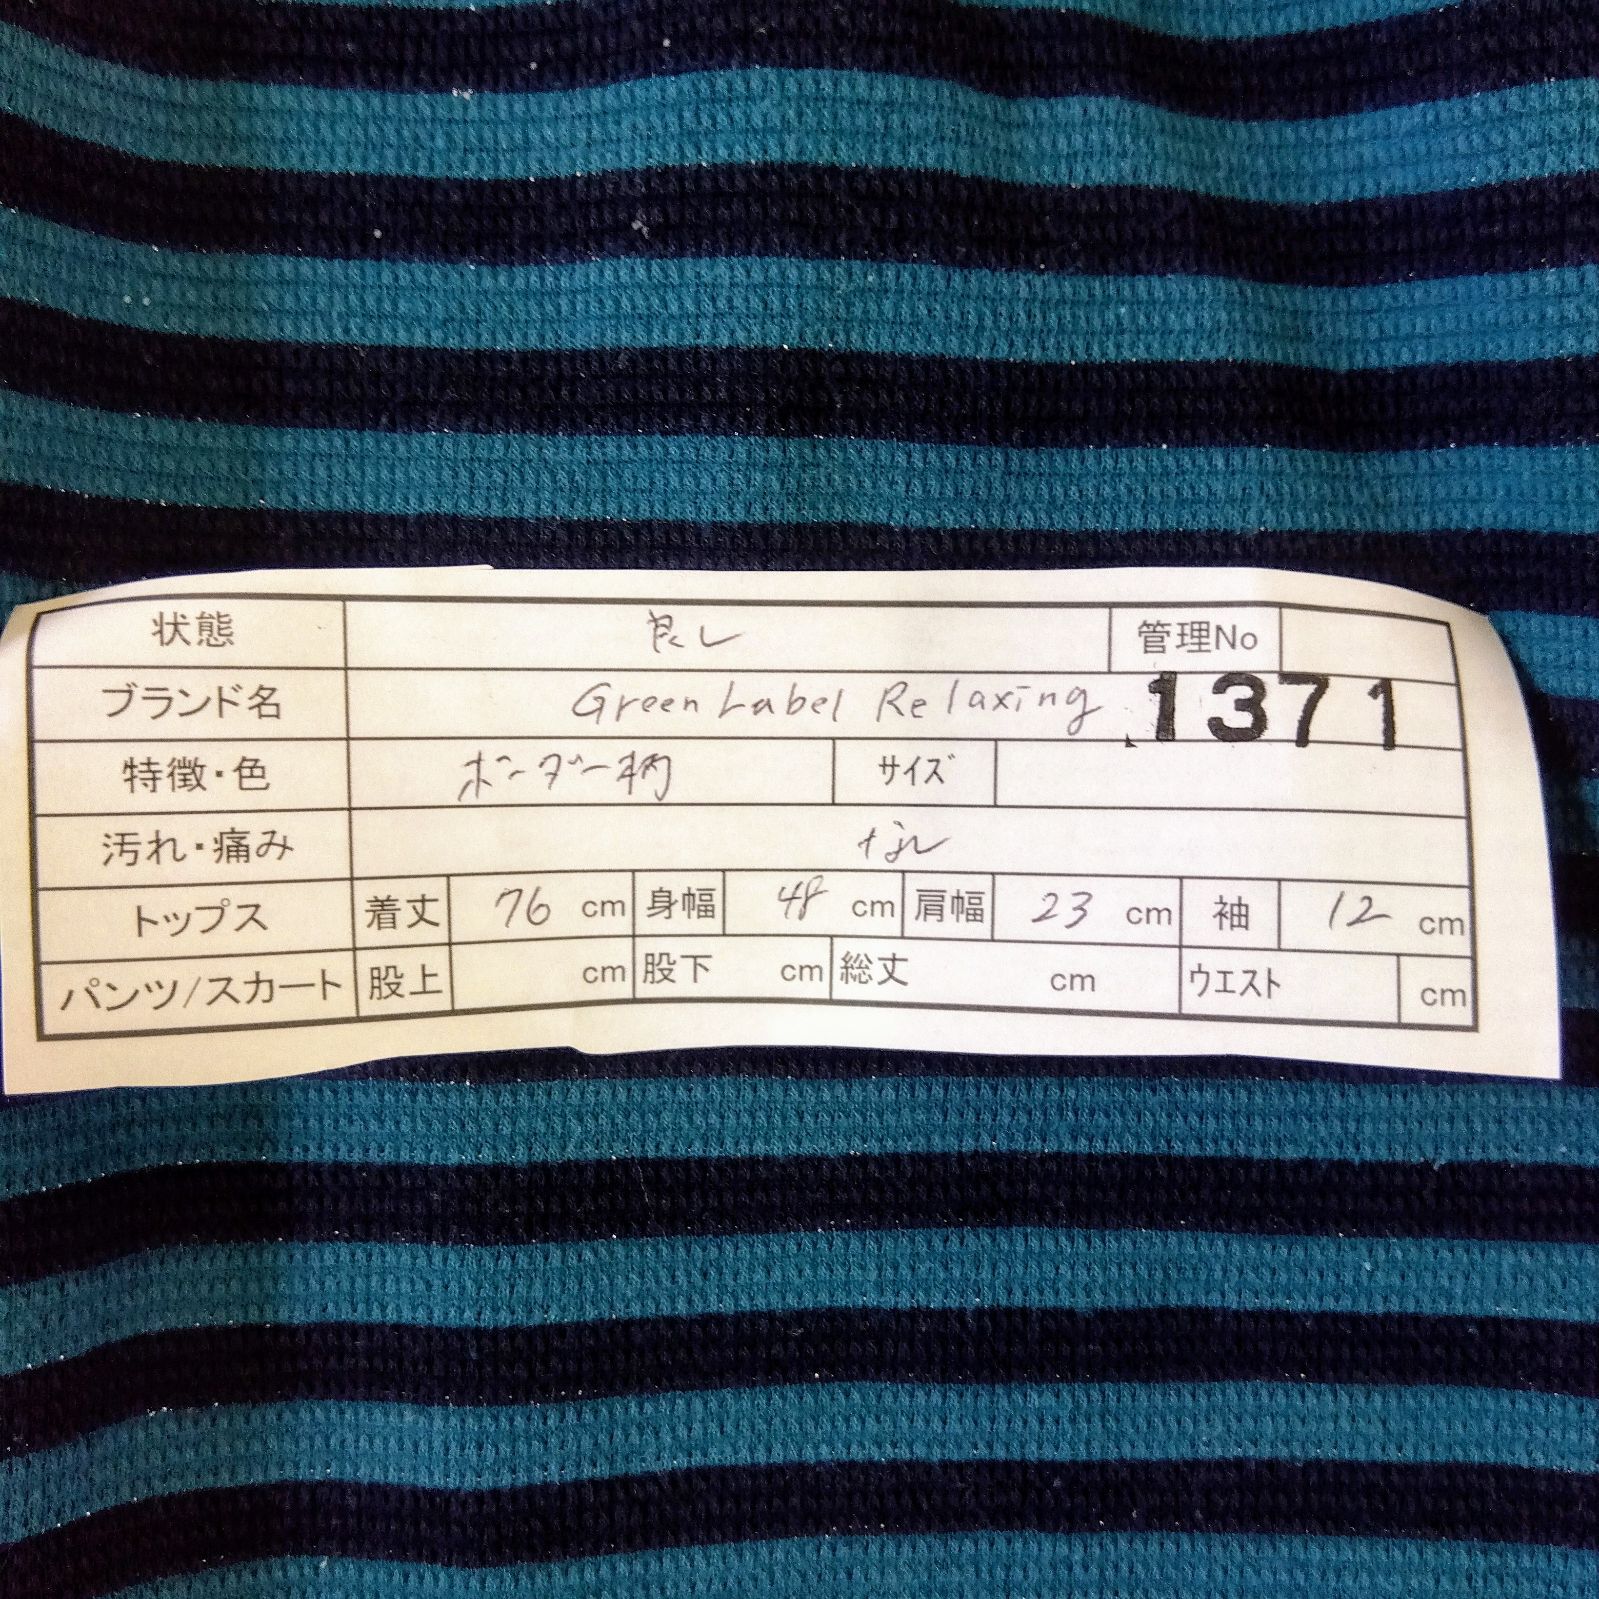 状態 良し 管理No
ブランド名 Green Label Relaxing 1371
特徴・色 ボーダー柄 サイズ
汚れ・痛み なし
トップス 着丈 76 cm 身幅 48 cm 肩幅 23 cm 袖 12 cm
パンツ/スカート 股上 cm 股下 cm 総丈 cm ウエスト cm